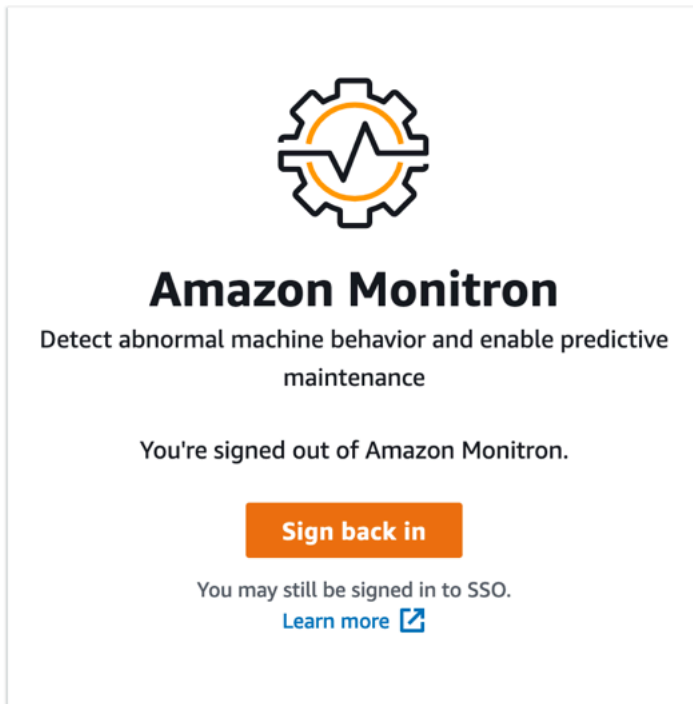 Amazon Monitron
Detect abnormal machine behavior and enable predictive
maintenance
You're signed out of Amazon Monitron.
Sign back in
You may still be signed in to SSO.
Learn more